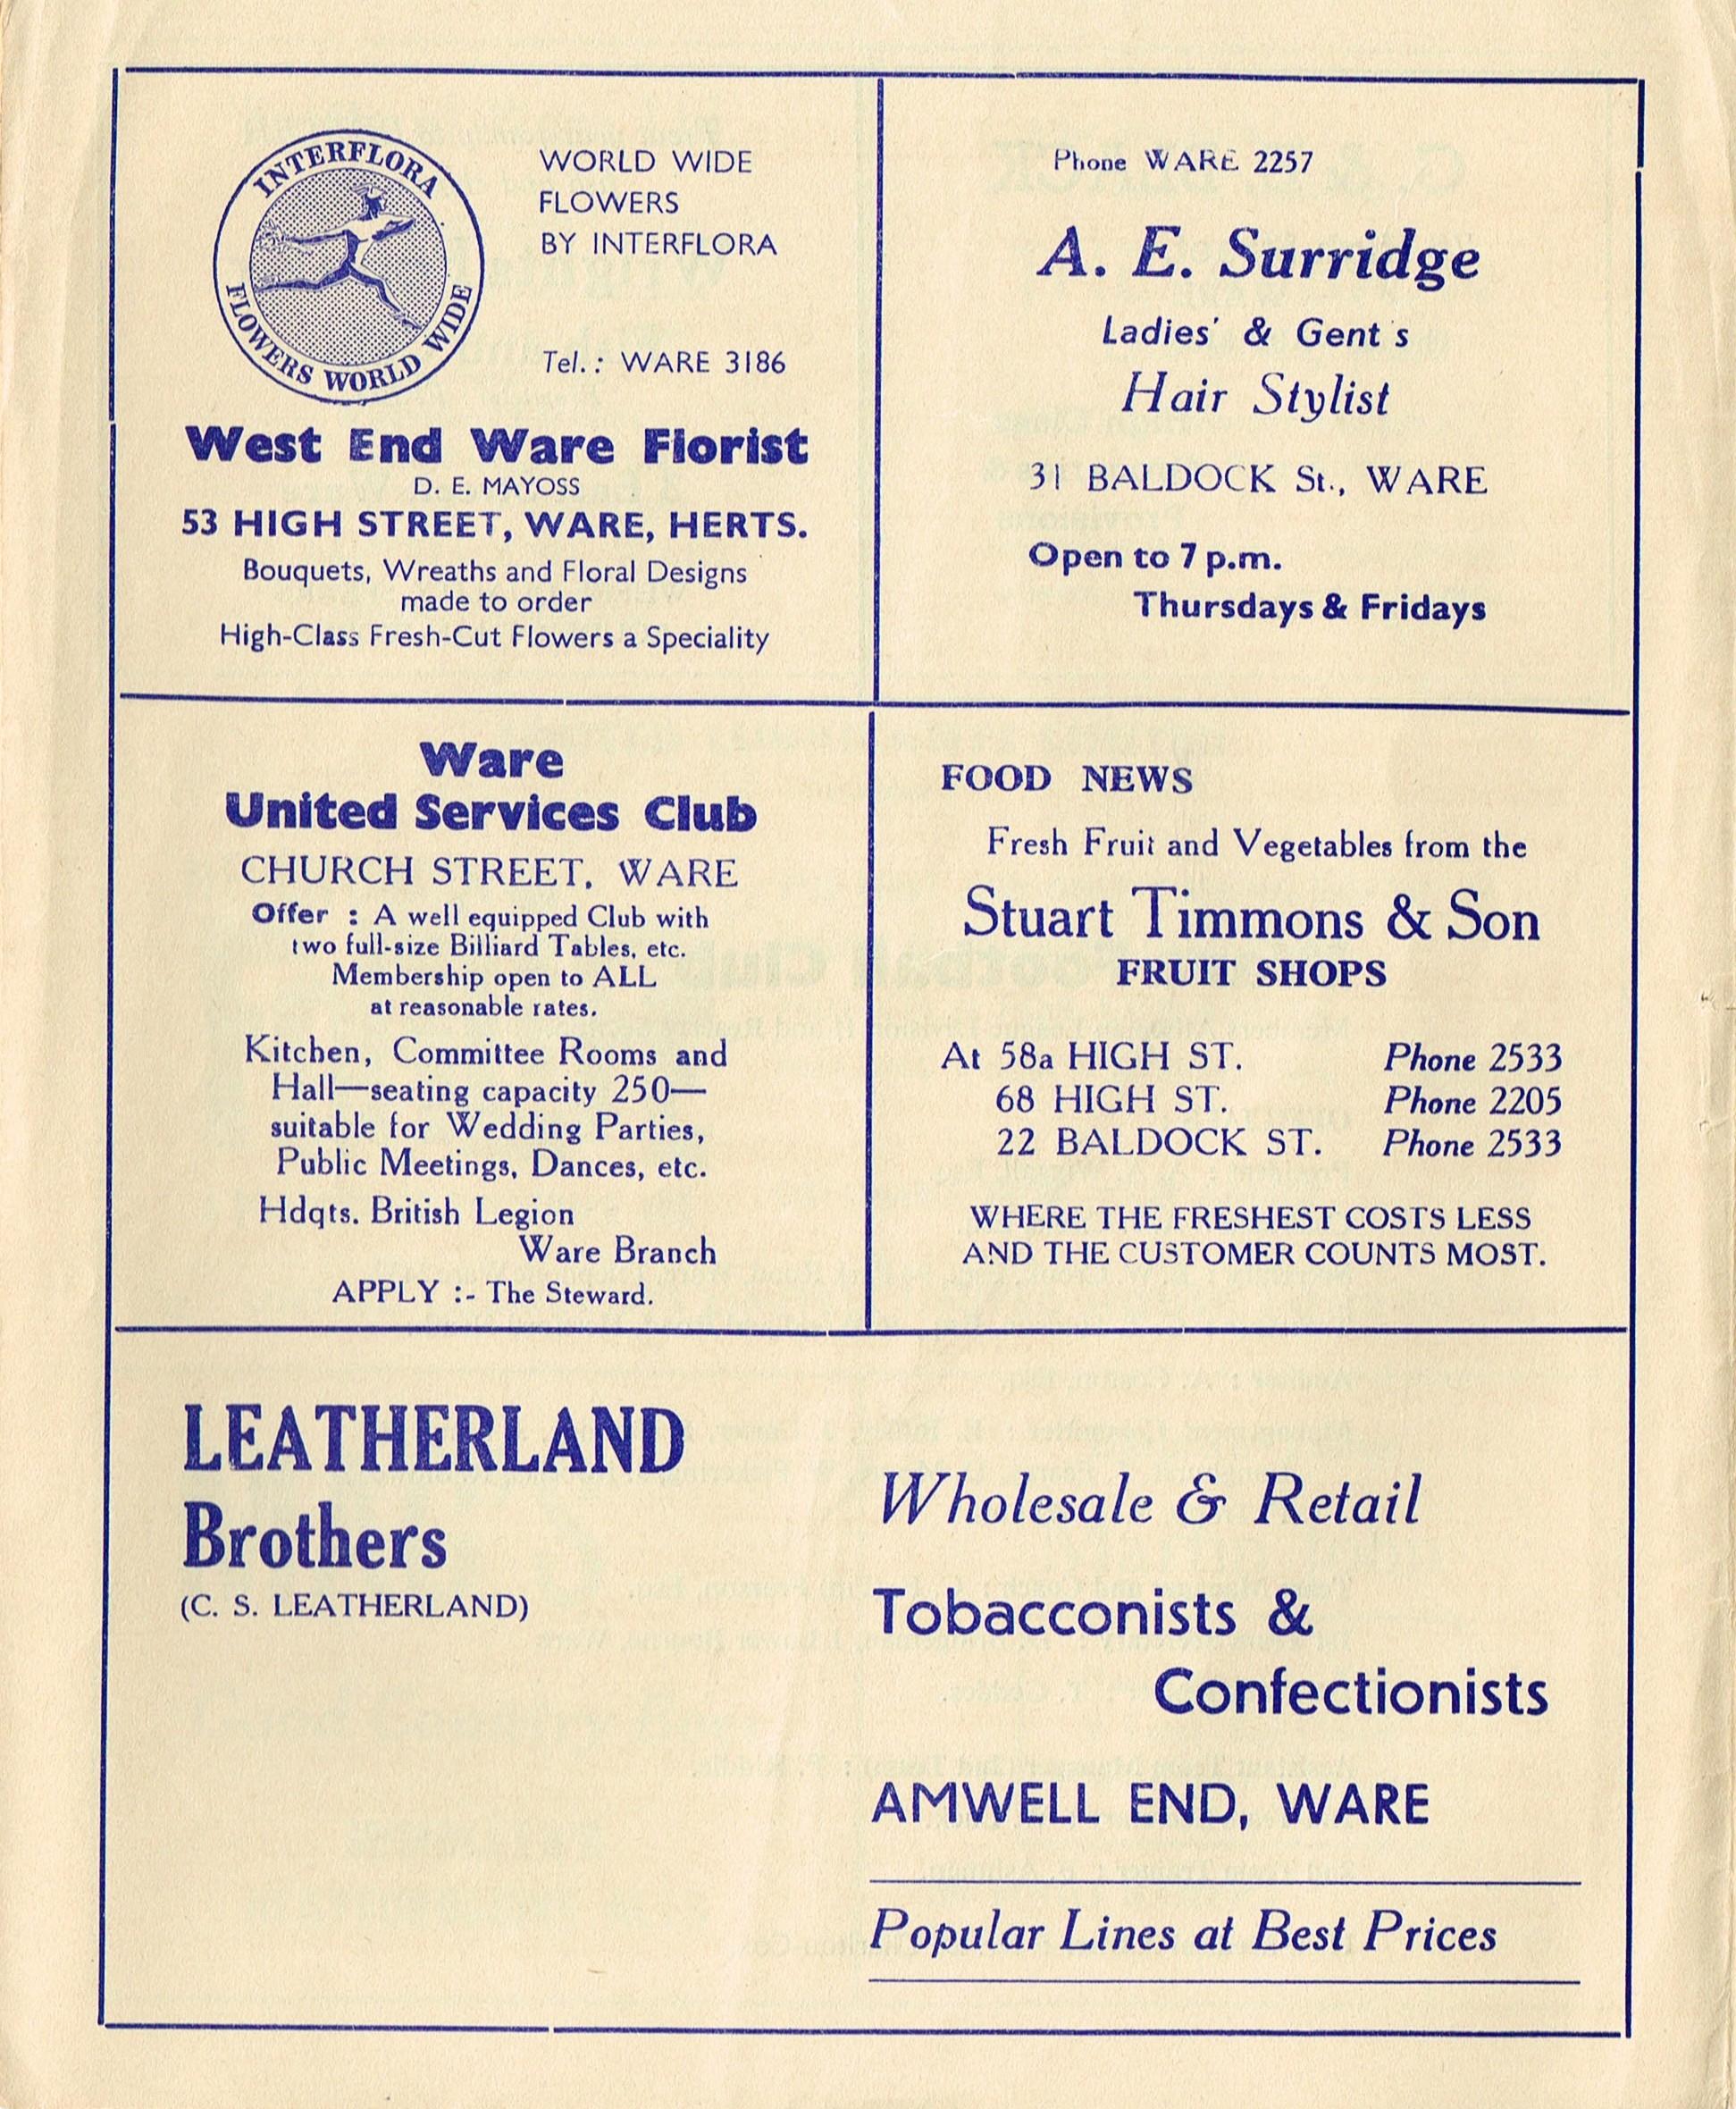 INTERFLORA
FLOWERS WORLD WIDE
WORLD WIDE
FLOWERS
BY INTERFLORA
Tel. : WARE 3186
West End Ware Florist
D. E. MAYOSS
53 HIGH STREET, WARE, HERTS.
Bouquets, Wreaths and Floral Designs
made to order
High-Class Fresh-Cut Flowers a Speciality
Phone WARE 2257
A. E. Surridge
Ladies' & Gent's
Hair Stylist
31 BALDOCK St., WARE
Open to 7 p.m.
Thursdays & Fridays
Ware
United Services Club
CHURCH STREET, WARE
Offer : A well equipped Club with
two full-size Billiard Tables, etc.
Membership open to ALL
at reasonable rates.
Kitchen, Committee Rooms and
Hall—seating capacity 250—
suitable for Wedding Parties,
Public Meetings, Dances, etc.
Hdqts. British Legion
Ware Branch
APPLY :- The Steward.
FOOD NEWS
Fresh Fruit and Vegetables from the
Stuart Timmons & Son
FRUIT SHOPS
At 58a HIGH ST. Phone 2533
68 HIGH ST. Phone 2205
22 BALDOCK ST. Phone 2533
WHERE THE FRESHEST COSTS LESS
AND THE CUSTOMER COUNTS MOST.
LEATHERLAND
Brothers
(C. S. LEATHERLAND)
Wholesale & Retail
Tobacconists &
Confectionists
AMWELL END, WARE
Popular Lines at Best Prices